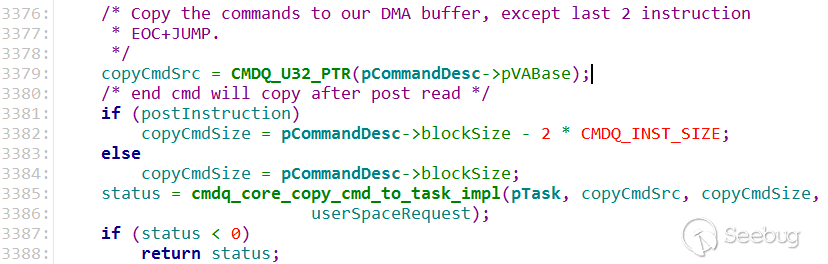 3376: /* Copy the commands to our DMA buffer, except last 2 instruction
3377: * EOC+JUMP.
3378: */
3379: copyCmdSrc = CMDQ_U32_PTR(pCommandDesc->pVABase);
3380: /* end cmd will copy after post read */
3381: if (postInstruction)
3382: copyCmdSize = pCommandDesc->blockSize - 2 * CMDQ_INST_SIZE;
3383: else
3384: copyCmdSize = pCommandDesc->blockSize;
3385: status = cmdq_core_copy_cmd_to_task_impl(pTask, copyCmdSrc, copyCmdSize,
3386: userSpaceRequest);
3387: if (status < 0)
3388: return status;
Seebug